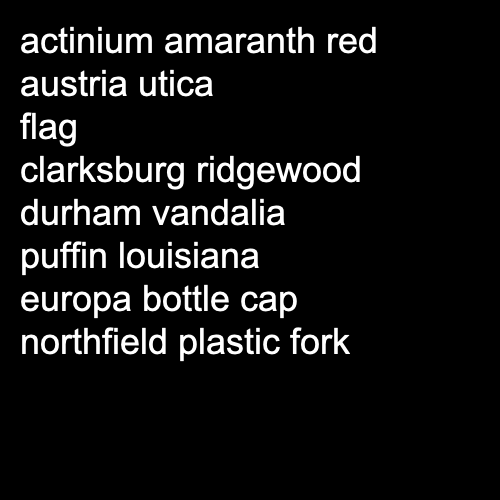 actinium amaranth red
austria utica
flag
clarksburg ridgewood
durham vandalia
puffin louisiana
europa bottle cap
northfield plastic fork